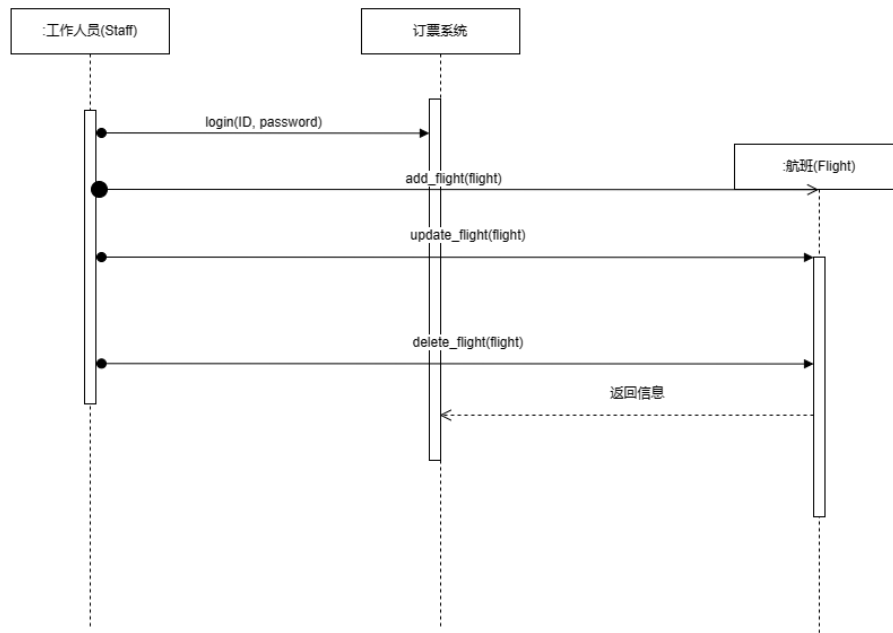 :工作人员(Staff)
订票系统
login(ID, password)
:航班(Flight)
add_flight(flight)
update_flight(flight)
delete_flight(flight)
返回信息